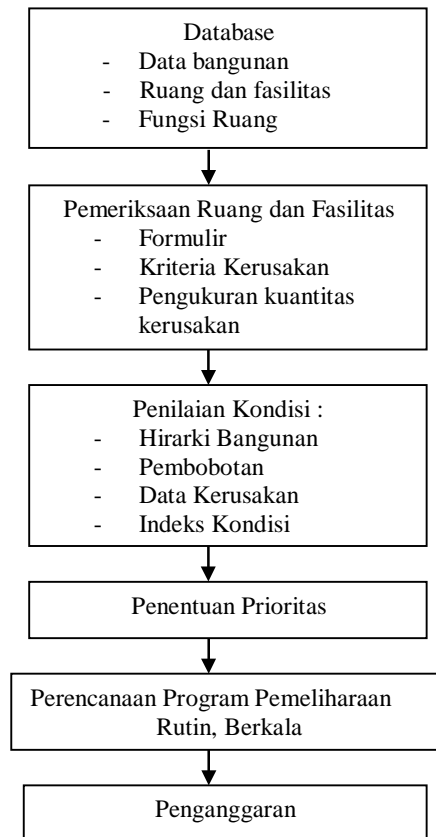 Database
- Data bangunan
- Ruang dan fasilitas
- Fungsi Ruang
Pemeriksaan Ruang dan Fasilitas
- Formulir
- Kriteria Kerusakan
- Pengukuran kuantitas
kerusakan
Penilaian Kondisi :
- Hirarki Bangunan
- Pembobotan
- Data Kerusakan
- Indeks Kondisi
Penentuan Prioritas
Perencanaan Program Pemeliharaan
Rutin, Berkala
Penganggaran